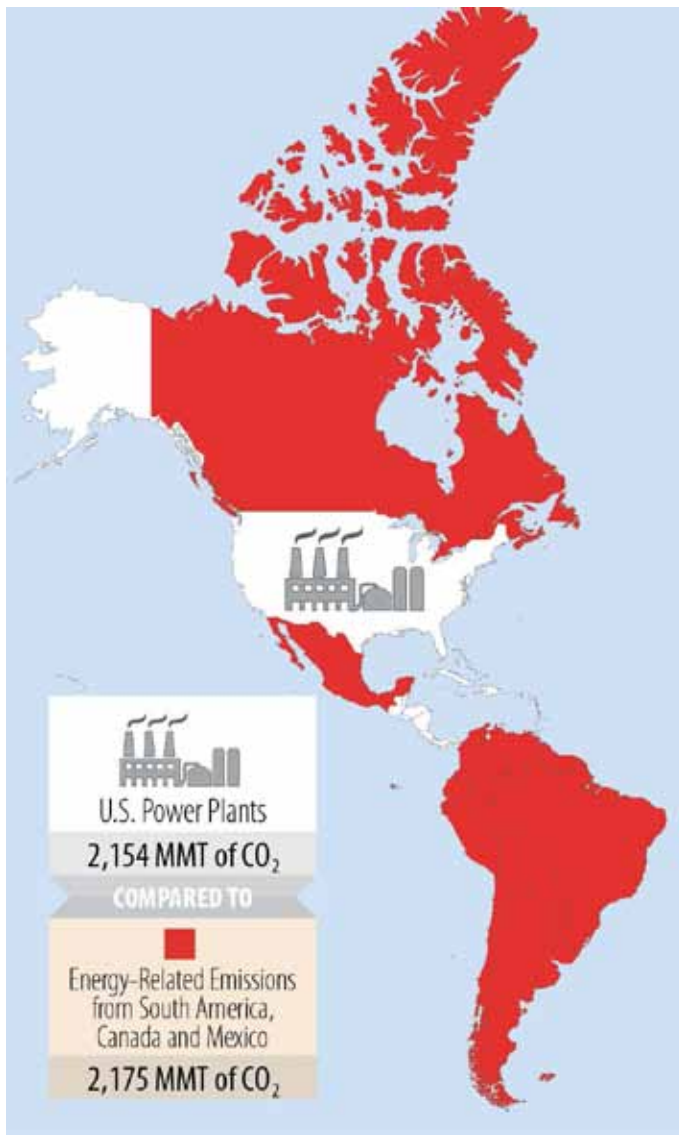 U.S. Power Plants
2,154 MMT of CO₂
COMPARED TO
Energy-Related Emissions
from South America,
Canada and Mexico
2,175 MMT of CO₂